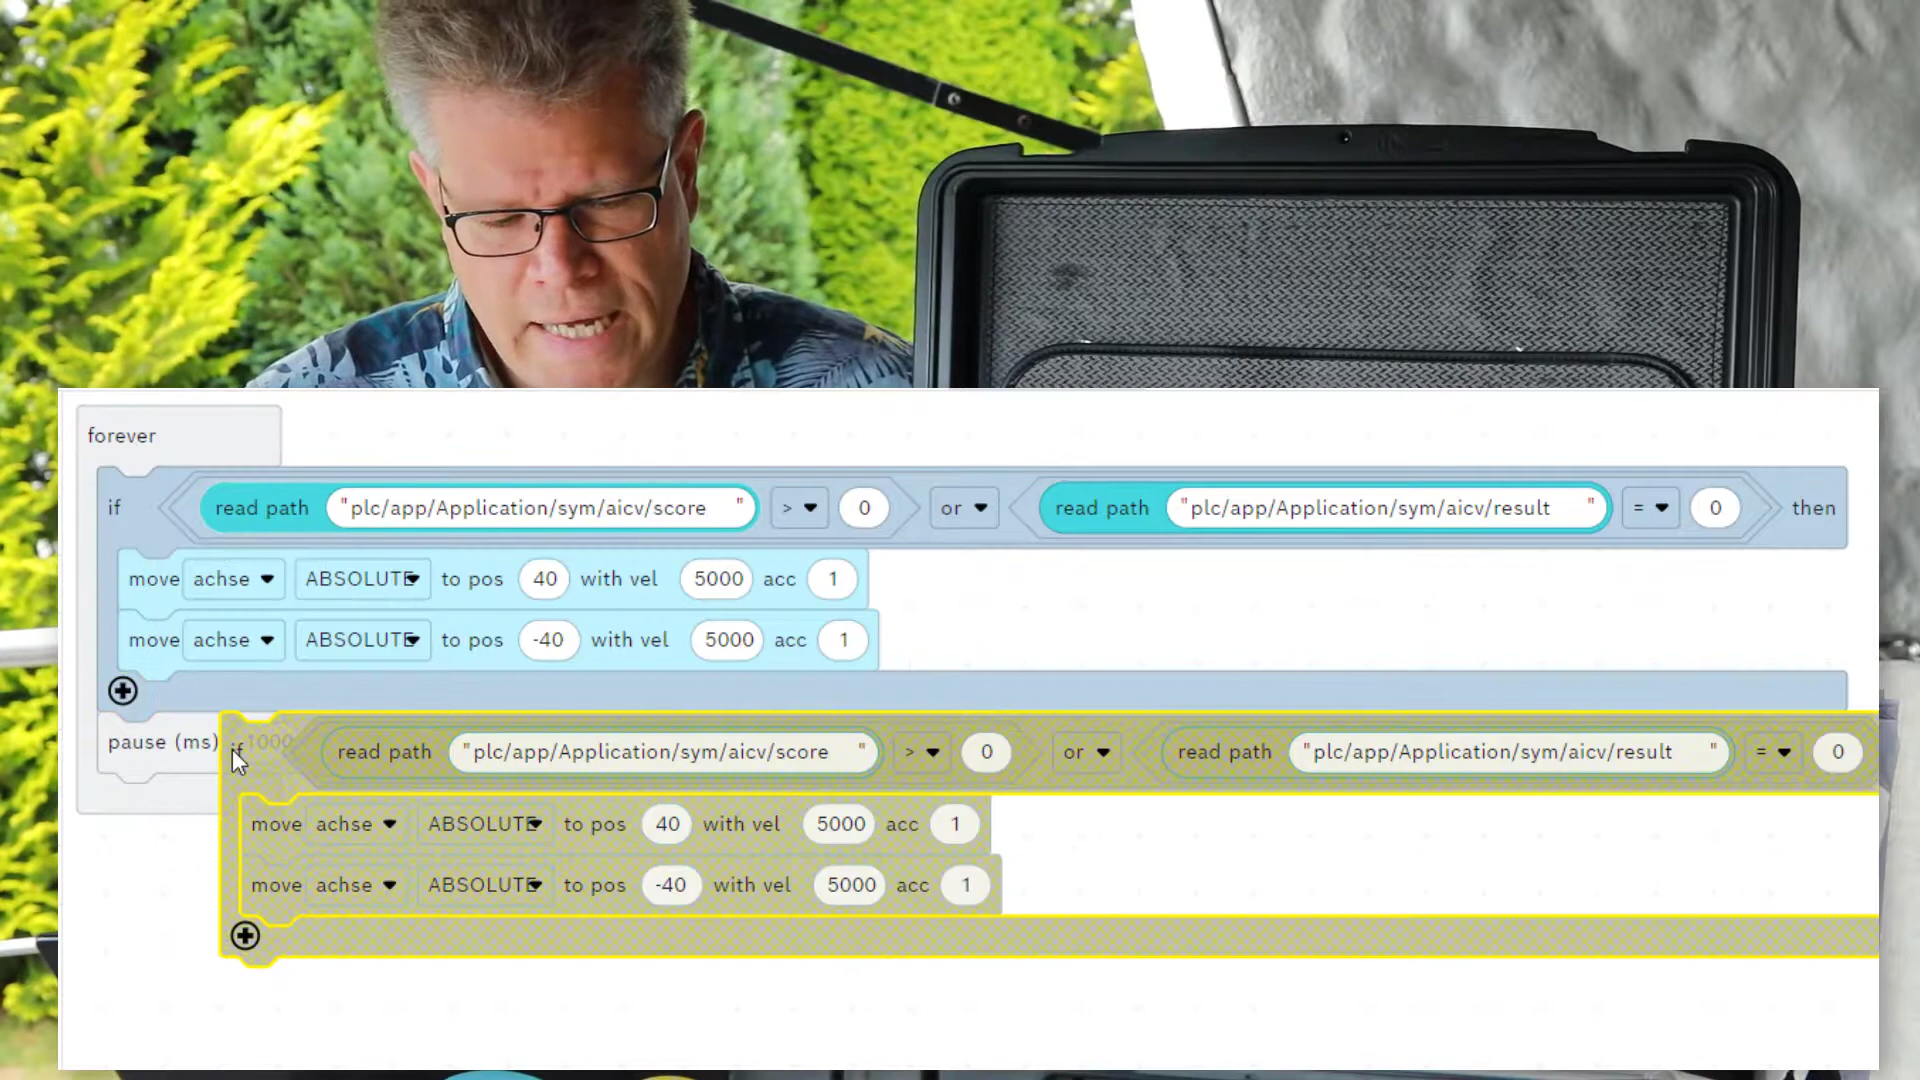 forever
if read path "plc/app/Application/sym/aicv/score " > 0 or read path "plc/app/Application/sym/aicv/result " = 0 then
move achse ABSOLUTE to pos 40 with vel 5000 acc 1
move achse ABSOLUTE to pos -40 with vel 5000 acc 1
pause (ms) 1000
if read path "plc/app/Application/sym/aicv/score " > 0 or read path "plc/app/Application/sym/aicv/result " = 0
move achse ABSOLUTE to pos 40 with vel 5000 acc 1
move achse ABSOLUTE to pos -40 with vel 5000 acc 1